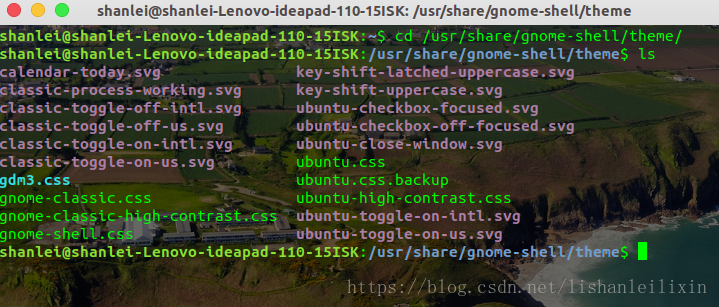 shanlei@shanlei-Lenovo-ideapad-110-15ISK: /usr/share/gnome-shell/theme
shanlei@shanlei-Lenovo-ideapad-110-15ISK:~$ cd /usr/share/gnome-shell/theme/
shanlei@shanlei-Lenovo-ideapad-110-15ISK:/usr/share/gnome-shell/theme$ ls
calendar-today.svg key-shift-latched-uppercase.svg
classic-process-working.svg key-shift-uppercase.svg
classic-toggle-off-intl.svg ubuntu-checkbox-focused.svg
classic-toggle-off-us.svg ubuntu-checkbox-off-focused.svg
classic-toggle-on-intl.svg ubuntu-close-window.svg
classic-toggle-on-us.svg ubuntu.css
gdm3.css ubuntu.css.backup
gnome-classic.css ubuntu-high-contrast.css
gnome-classic-high-contrast.css ubuntu-toggle-on-intl.svg
gnome-shell.css ubuntu-toggle-on-us.svg
shanlei@shanlei-Lenovo-ideapad-110-15ISK:/usr/share/gnome-shell/theme$
https://blog.csdn.net/lishanleilixin